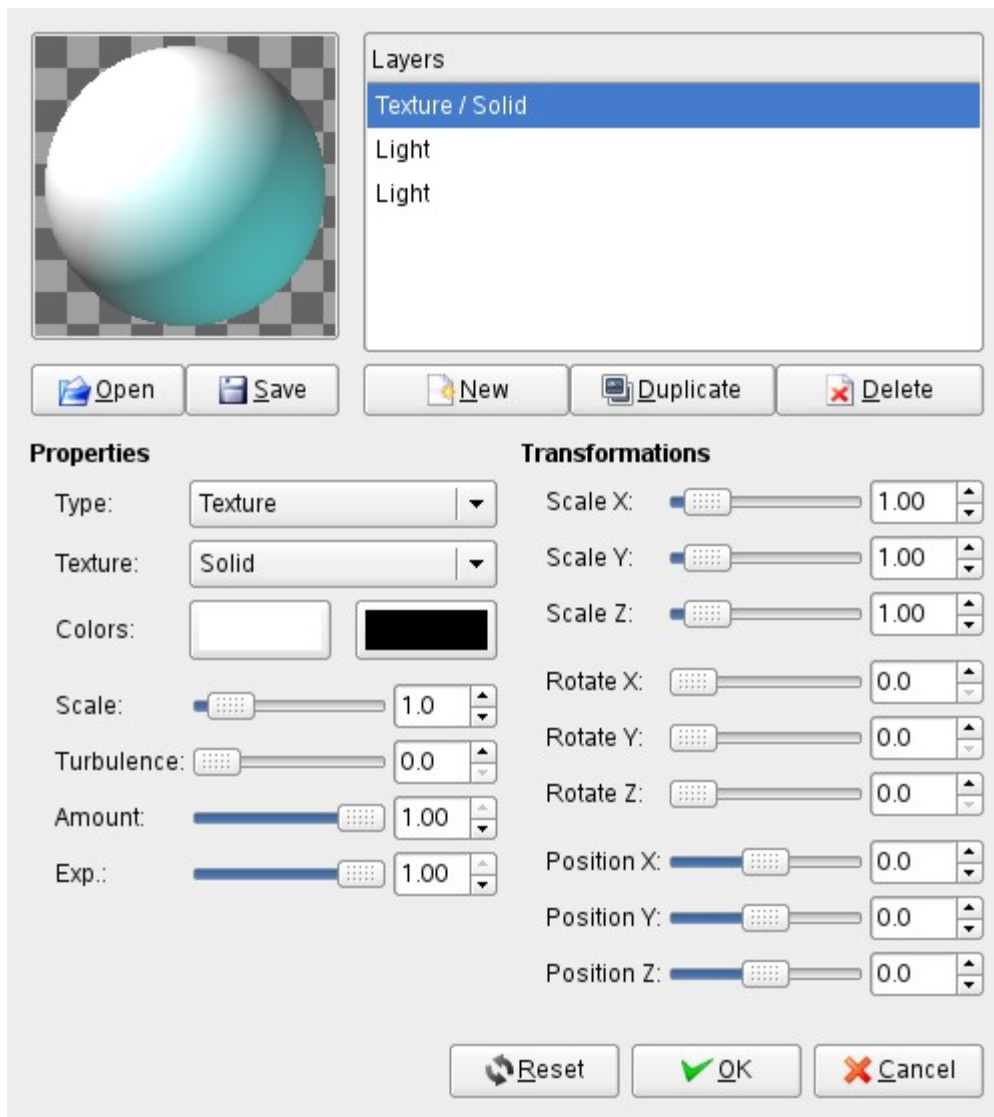 Layers
Texture / Solid
Light
Light
Open
Save
New
Duplicate
Delete
Properties
Type: Texture
Texture: Solid
Colors:
Scale: 1.0
Turbulence: 0.0
Amount: 1.00
Exp.: 1.00
Transformations
Scale X: 1.00
Scale Y: 1.00
Scale Z: 1.00
Rotate X: 0.0
Rotate Y: 0.0
Rotate Z: 0.0
Position X: 0.0
Position Y: 0.0
Position Z: 0.0
Reset
OK
Cancel